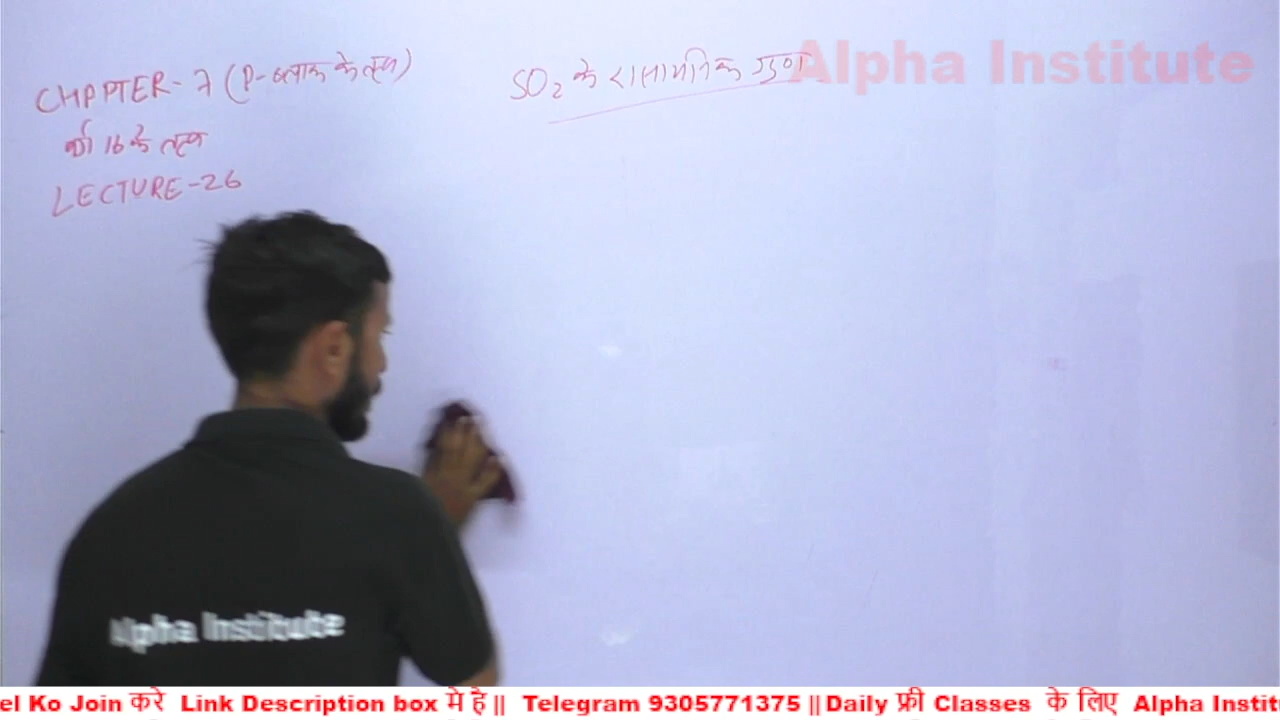 CHAPTER-7 (P-ब्लाक के तत्व)
वर्ग 16 के तत्व
LECTURE-26
SO₂ के रासायनिक गुण
Alpha Institute
Alpha Institute
el Ko Join करे Link Description box मे हे || Telegram 9305771375 || Daily फ्री Classes के लिए Alpha Instit